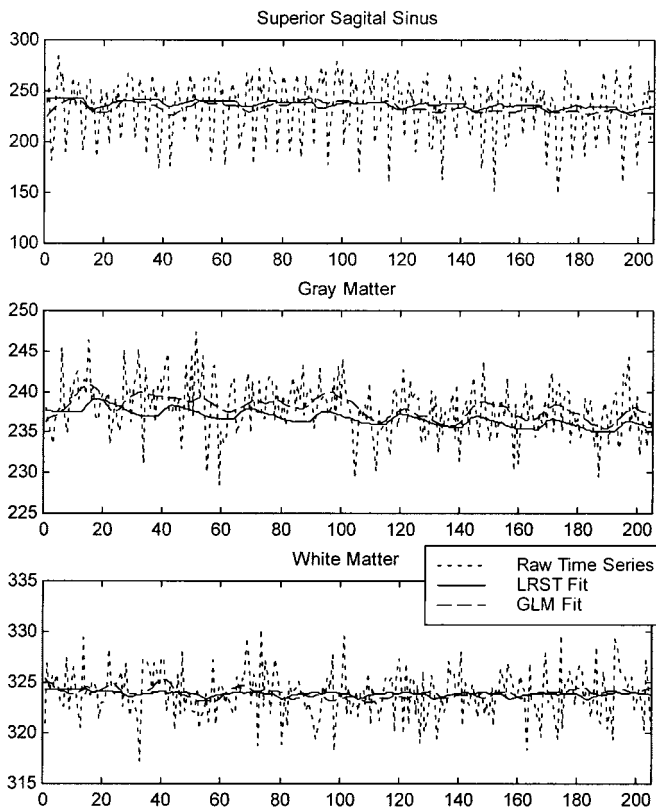 Superior Sagital Sinus
300
250
200
150
100
0 20 40 60 80 100 120 140 160 180 200
Gray Matter
250
245
240
235
230
225
0 20 40 60 80 100 120 140 160 180 200
White Matter
Raw Time Series
LRST Fit
GLM Fit
335
330
325
320
315
0 20 40 60 80 100 120 140 160 180 200